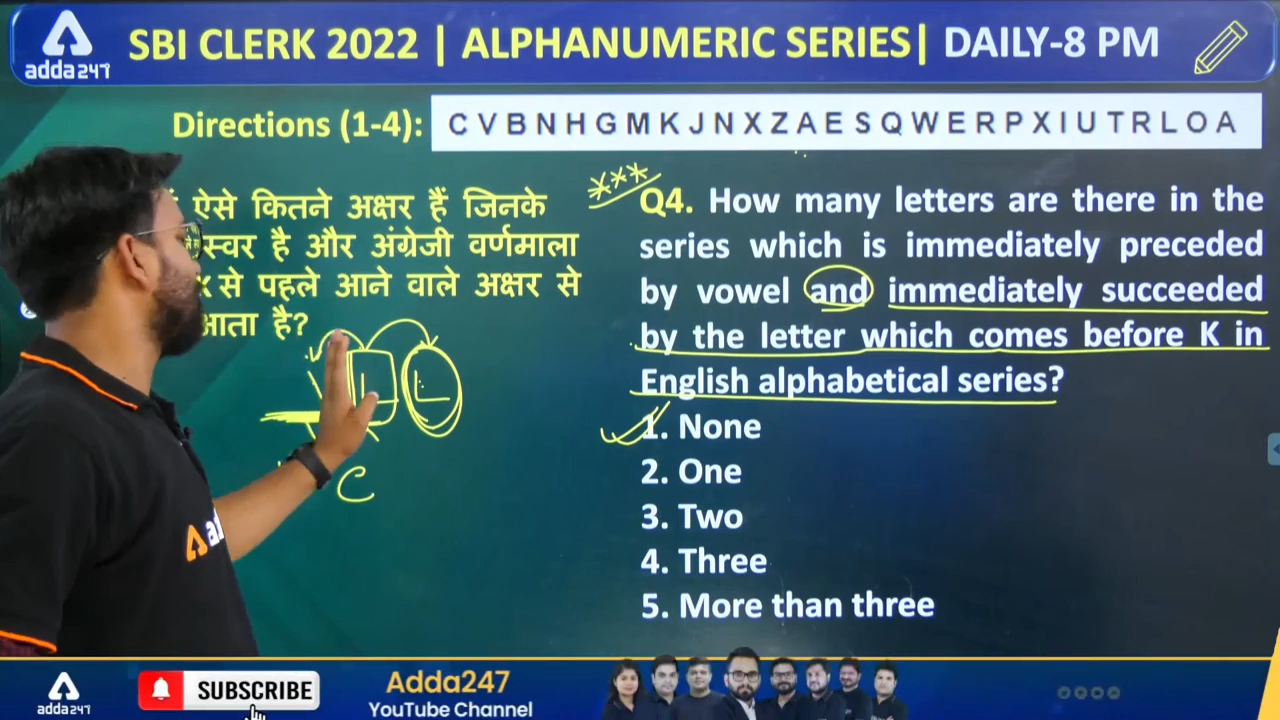 SBI CLERK 2022 | ALPHANUMERIC SERIES| DAILY-8 PM
adda247
Directions (1-4): C V B N H G M K J N X Z A E S Q W E R P X I U T R L O A
ऐसे कितने अक्षर हैं जिनके
स्वर है और अंग्रेजी वर्णमाला
से पहले आने वाले अक्षर से
आता है?
L L
C
***
Q4. How many letters are there in the
series which is immediately preceded
by vowel and immediately succeeded
by the letter which comes before K in
English alphabetical series?
1. None
2. One
3. Two
4. Three
5. More than three
adda247
SUBSCRIBE
Adda247
YouTube Channel